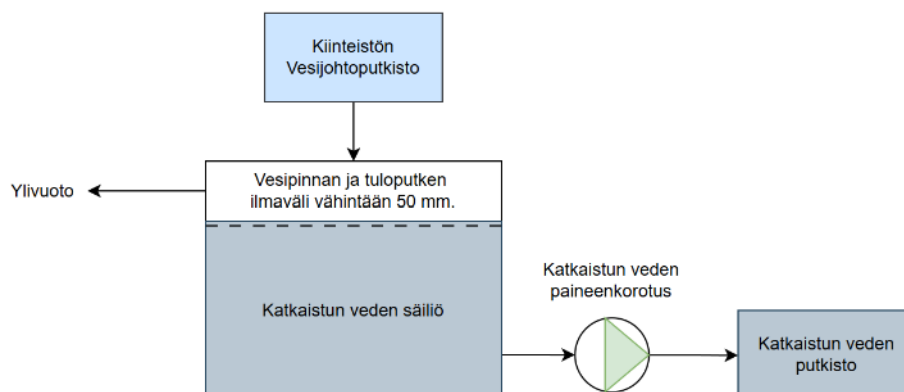 Kiinteistön
Vesijohtoputkisto
Ylivuoto
Vesipinnan ja tuloputken
ilmaväli vähintään 50 mm.
Katkaistun veden säiliö
Katkaistun veden
paineenkorotus
Katkaistun veden
putkisto